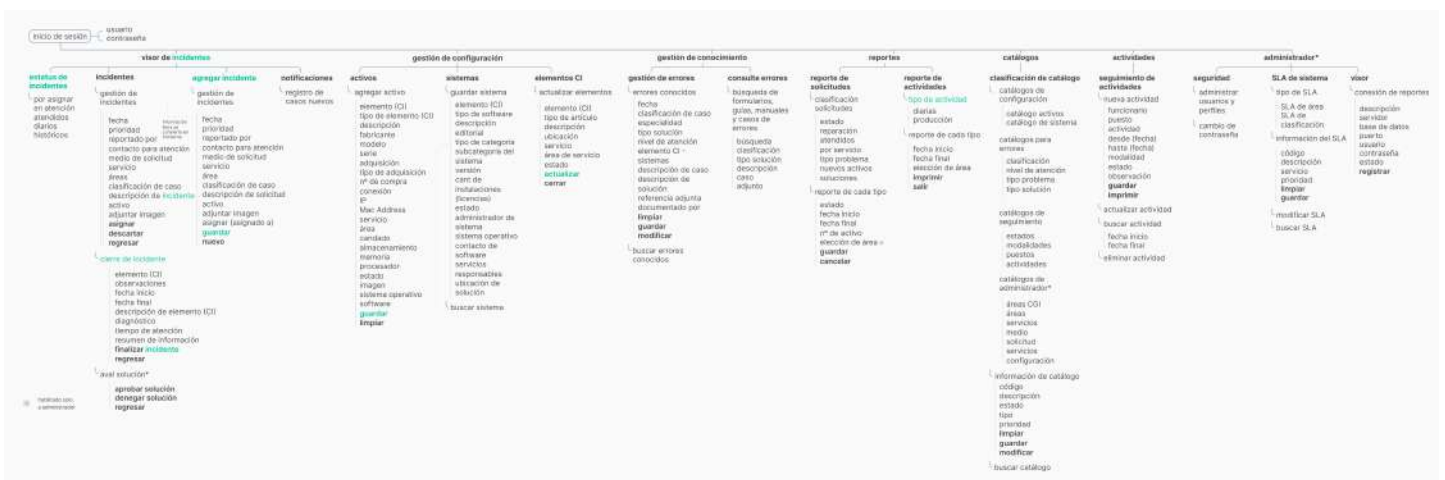 inicio de sesión
usuario
contraseña
visor de incidentes
gestión de configuración
gestión de conocimiento
reportes
catálogos
actividades
administrador*
estatus de
incidentes
por asignar
en atención
atendidos
diarios
históricos
incidentes
gestión de
incidentes
fecha
prioridad
reportado por
contacto para atención
medio de solicitud
servicio
áreas
clasificación de caso
descripción de incidente
activo
adjuntar imagen
asignar
descartar
regresar
cierre de incidente
elemento (CI)
observaciones
fecha inicio
fecha final
descripción de elemento (CI)
diagnóstico
tiempo de atención
resumen de información
finalizar incidente
regresar
aval solución*
aprobar solución
denegar solución
regresar
agregar incidente
gestión de
incidentes
fecha
prioridad
reportado por
contacto para atención
medio de solicitud
servicio
área
clasificación de caso
descripción de solicitud
activo
adjuntar imagen
asignar (asignado a)
guardar
nuevo
notificaciones
registro de
casos nuevos
activos
agregar activo
elemento (CI)
tipo de elemento (CI)
descripción
fabricante
modelo
serie
adquisición
tipo de adquisición
nº de compra
conexión
IP
Mac Address
servicio
área
candado
almacenamiento
memoria
procesador
estado
imagen
sistema operativo
software
guardar
limpiar
sistemas
guardar sistema
elemento (CI)
tipo de software
descripción
editorial
tipo de categoría
subcategoría del
sistema
versión
cant de
instalaciones
(licencias)
estado
administrador de
sistema
sistema operativo
contacto de
software
servicios
responsables
ubicación de
solución
buscar sistema
elementos CI
actualizar elementos
elemento (CI)
tipo de artículo
descripción
ubicación
servicio
área de servicio
estado
actualizar
cerrar
gestión de errores
errores conocidos
fecha
clasificación de caso
especialidad
tipo solución
nivel de atención
elemento CI -
sistemas
descripción de caso
descripción de
solución
referencia adjunta
documentado por
limpiar
guardar
modificar
buscar errores
conocidos
consulte errores
búsqueda de
formularios,
guías, manuales
y casos de
errores
búsqueda
clasificación
tipo solución
descripción
caso
adjunto
reporte de
solicitudes
clasificación
solicitudes
estado
reparación
atendidos
por servicio
tipo problema
nuevos activos
soluciones
reporte de cada tipo
estado
fecha inicio
fecha final
nº de activo
elección de área
guardar
cancelar
reporte de
actividades
tipo de actividad
diarias
producción
reporte de cada tipo
fecha inicio
fecha final
elección de área
imprimir
salir
clasificación de catálogo
catálogos de
configuración
catálogo activos
catálogo de sistema
catálogos para
errores
clasificación
nivel de atención
tipo problema
tipo solución
catálogos de
seguimiento
estados
modalidades
puestos
actividades
catálogos de
administrador*
áreas CGI
áreas
servicios
medio
solicitud
servicios
configuración
información de catálogo
código
descripción
estado
tipo
prioridad
limpiar
guardar
modificar
buscar catálogo
seguimiento de
actividades
nueva actividad
funcionario
puesto
actividad
desde (fecha)
hasta (fecha)
modalidad
estado
observación
guardar
imprimir
actualizar actividad
buscar actividad
fecha inicio
fecha final
eliminar actividad
seguridad
administrar
usuarios y
perfiles
cambio de
contraseña
SLA de sistema
tipo de SLA
SLA de área
SLA de
clasificación
información del SLA
código
descripción
servicio
prioridad
limpiar
guardar
modificar SLA
buscar SLA
visor
conexión de reportes
descripción
servidor
base de datos
puerto
usuario
contraseña
estado
registrar